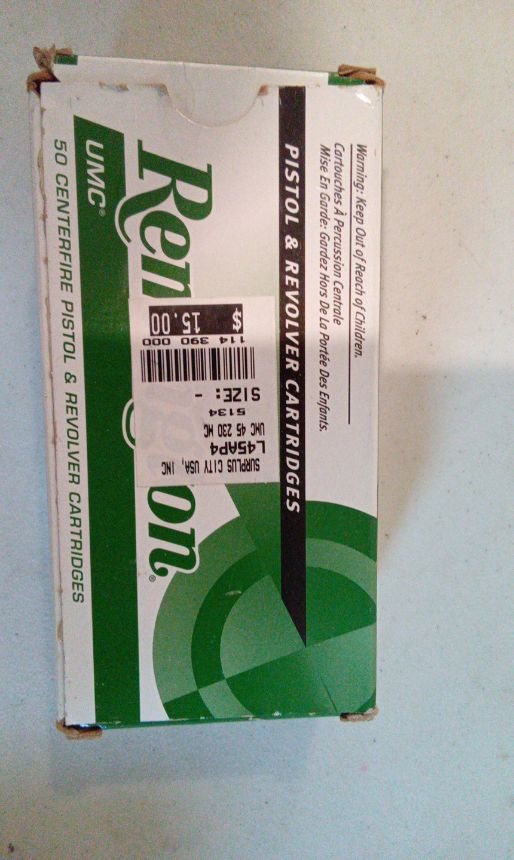 Warning: Keep Out of Reach of Children.
Cartouches À Percussion Centrale
Mise En Garde: Gardez Hors De La Portée Des Enfants.
PISTOL & REVOLVER CARTRIDGES
UMC®
50 CENTERFIRE PISTOL & REVOLVER CARTRIDGES
SURPLUS CITY USA, INC
L45AP4
UMC 45 230 MC
5134
SIZE: -
114 390 000
$ 15.00